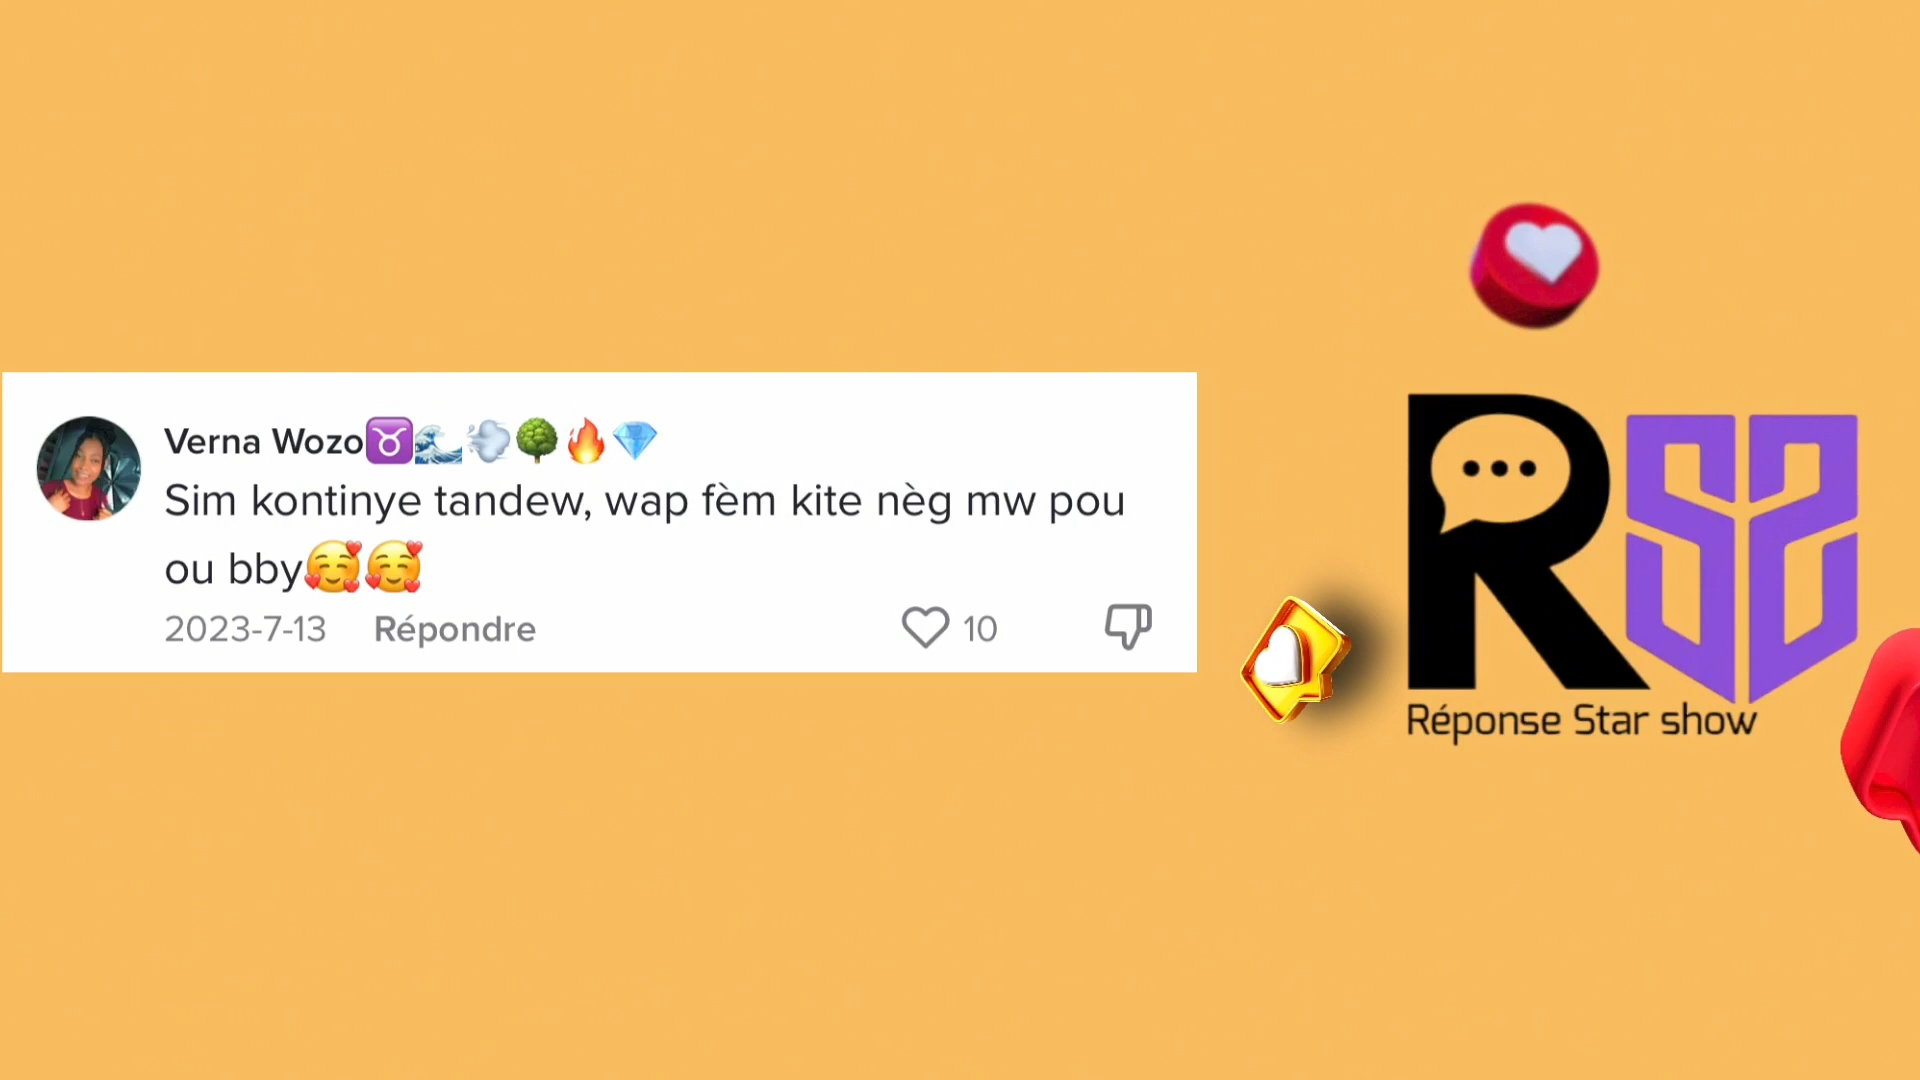 Verna Wozo♉🌊💨🌳🔥💎
Sim kontinye tandew, wap fèm kite nèg mw pou
ou bby🥰🥰
2023-7-13 Répondre 10
RSS
Réponse Star show